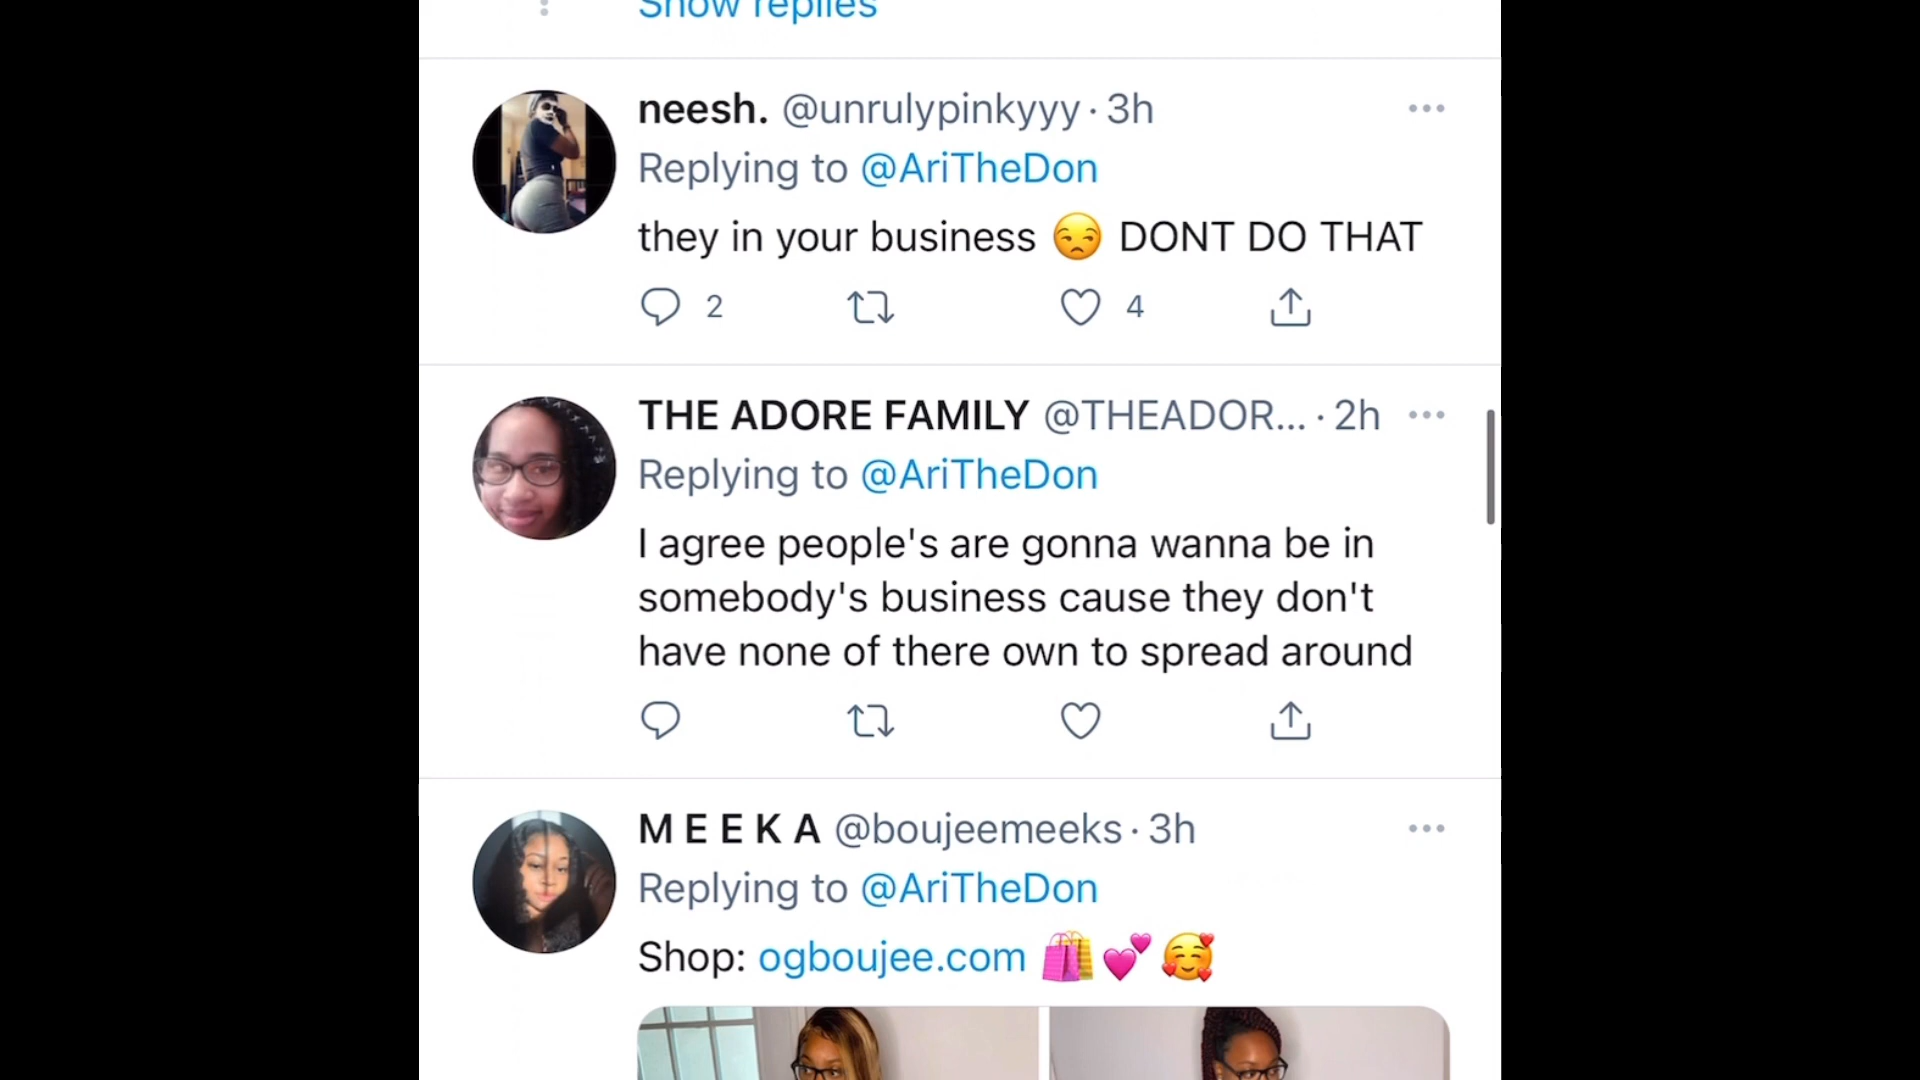 Show replies
neesh. @unrulypinkyyy · 3h
Replying to @AriTheDon
they in your business 😒 DONT DO THAT
2 4
THE ADORE FAMILY @THEADOR... · 2h
Replying to @AriTheDon
I agree people's are gonna wanna be in
somebody's business cause they don't
have none of there own to spread around
M E E K A @boujeemeeks · 3h
Replying to @AriTheDon
Shop: ogboujee.com 🛍️💕🥰